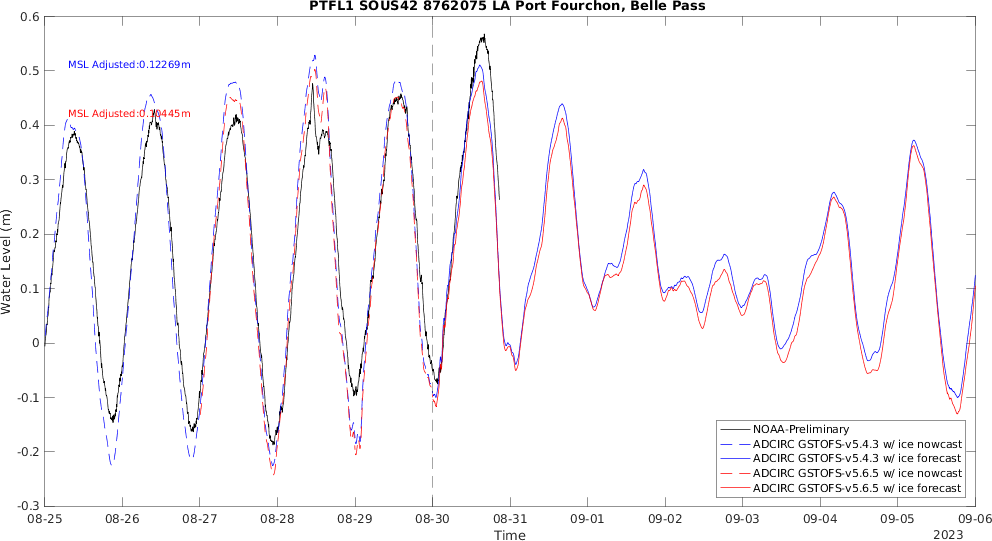 PTFL1 SOUS42 8762075 LA Port Fourchon, Belle Pass
0.6
0.5
0.4
0.3
0.2
0.1
0
-0.1
-0.2
-0.3
Water Level (m)
MSL Adjusted:0.12269m
MSL Adjusted:0.10445m
NOAA-Preliminary
ADCIRC GSTOFS-v5.4.3 w/ ice nowcast
ADCIRC GSTOFS-v5.4.3 w/ ice forecast
ADCIRC GSTOFS-v5.6.5 w/ ice nowcast
ADCIRC GSTOFS-v5.6.5 w/ ice forecast
08-25 08-26 08-27 08-28 08-29 08-30 08-31 09-01 09-02 09-03 09-04 09-05 09-06
Time
2023